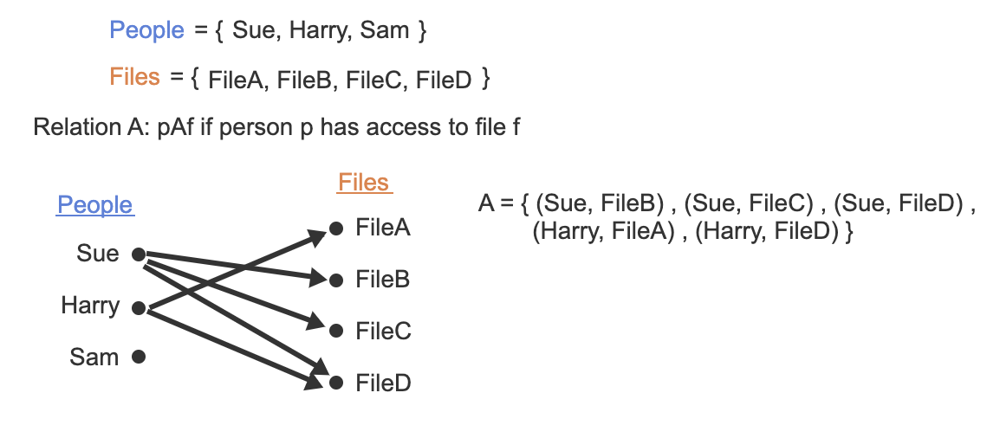 People = { Sue, Harry, Sam }
Files = { FileA, FileB, FileC, FileD }
Relation A: pAf if person p has access to file f
People
Files
Sue
Harry
Sam
FileA
FileB
FileC
FileD
A = { (Sue, FileB) , (Sue, FileC) , (Sue, FileD) ,
(Harry, FileA) , (Harry, FileD) }